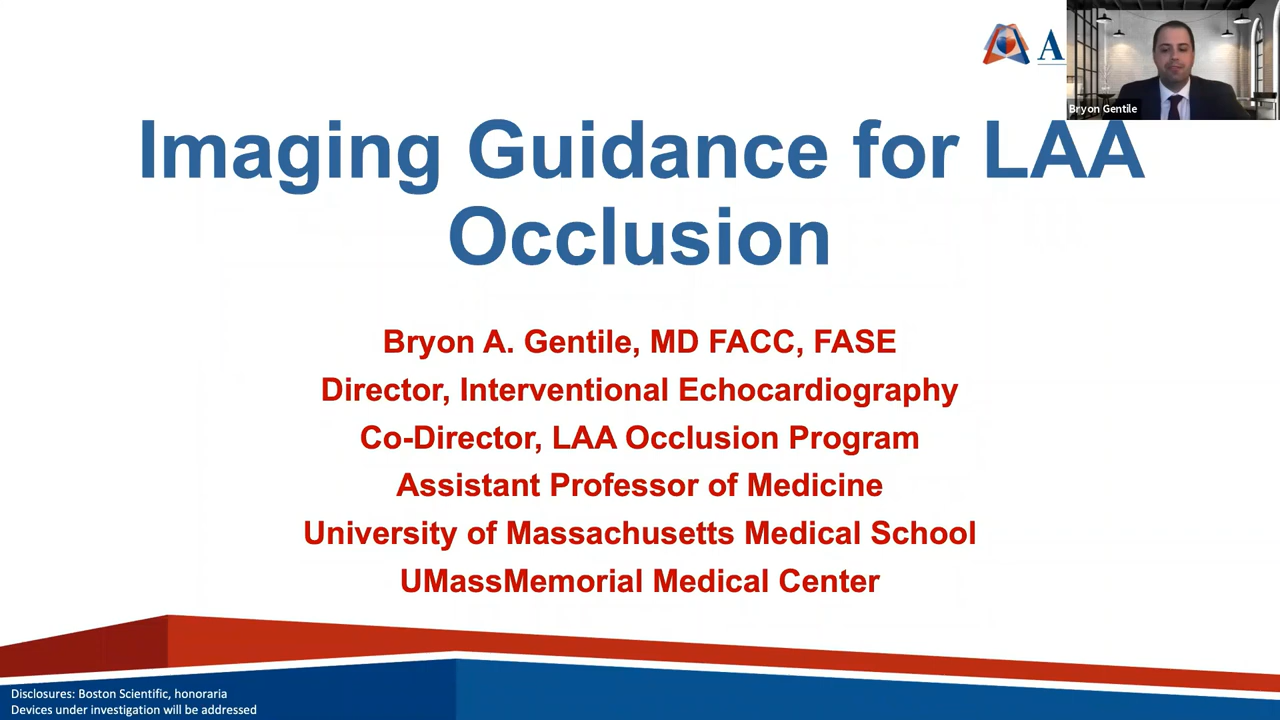 A
Bryon Gentile
Imaging Guidance for LAA
Occlusion
Bryon A. Gentile, MD FACC, FASE
Director, Interventional Echocardiography
Co-Director, LAA Occlusion Program
Assistant Professor of Medicine
University of Massachusetts Medical School
UMassMemorial Medical Center
Disclosures: Boston Scientific, honoraria
Devices under investigation will be addressed